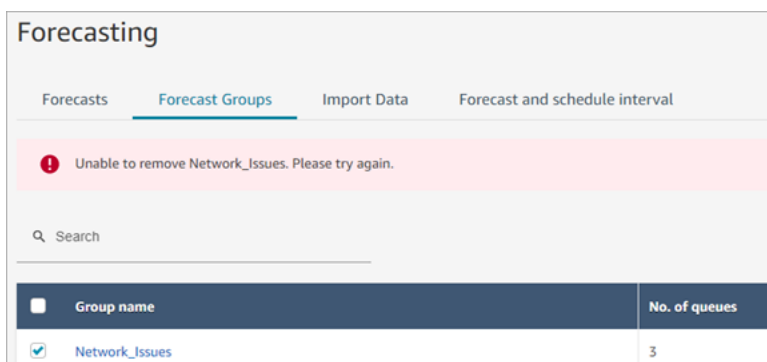 Forecasting
Forecasts Forecast Groups Import Data Forecast and schedule interval
Unable to remove Network_Issues. Please try again.
Search
Group name No. of queues
Network_Issues 3